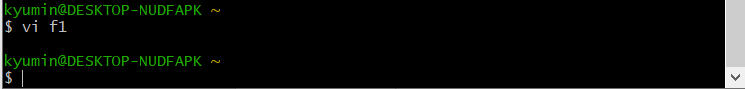 kyumin@DESKTOP-NUDFAPK ~
$ vi f1
kyumin@DESKTOP-NUDFAPK ~
$